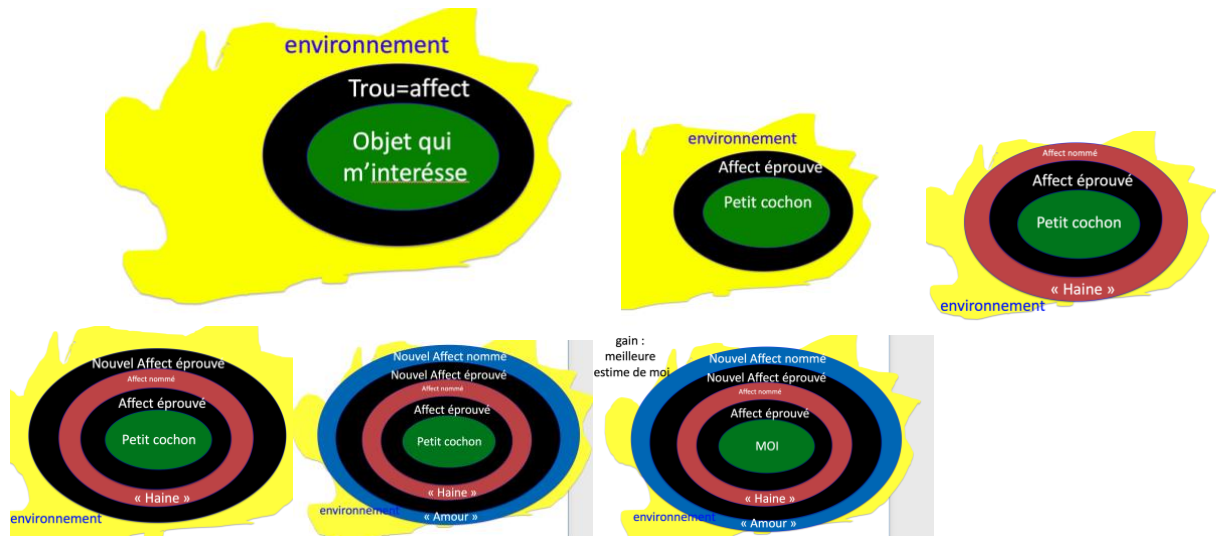 environnement
Trou=affect
Objet qui
m'interésse
environnement
Affect éprouvé
Petit cochon
Affect nommé
Affect éprouvé
Petit cochon
« Haine »
environnement
Nouvel Affect éprouvé
Affect nommé
Affect éprouvé
Petit cochon
« Haine »
environnement
Nouvel Affect nommé
Nouvel Affect éprouvé
Affect nommé
Affect éprouvé
Petit cochon
« Haine »
environnement
« Amour »
gain :
meilleure
estime de moi
Nouvel Affect nommé
Nouvel Affect éprouvé
Affect nommé
Affect éprouvé
MOI
« Haine »
environnement
« Amour »